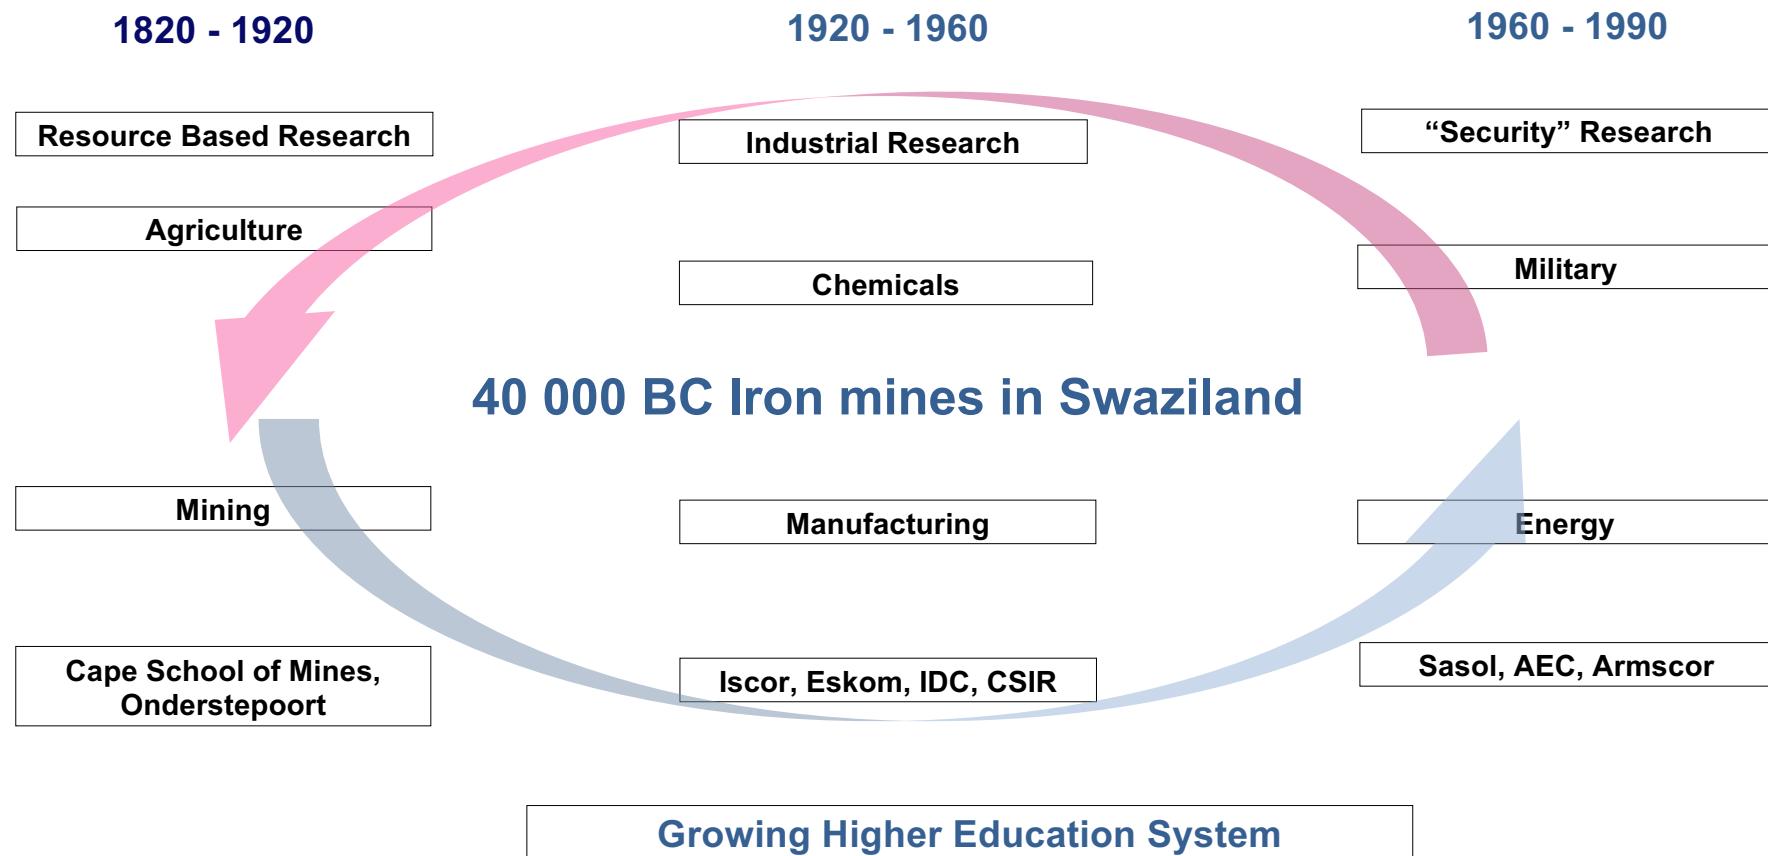 1820 - 1920
1920 - 1960
1960 - 1990
Resource Based Research
Industrial Research
“Security” Research
Agriculture
Chemicals
Military
40 000 BC Iron mines in Swaziland
Mining
Manufacturing
Energy
Cape School of Mines,
Onderstepoort
Iscor, Eskom, IDC, CSIR
Sasol, AEC, Armscor
Growing Higher Education System